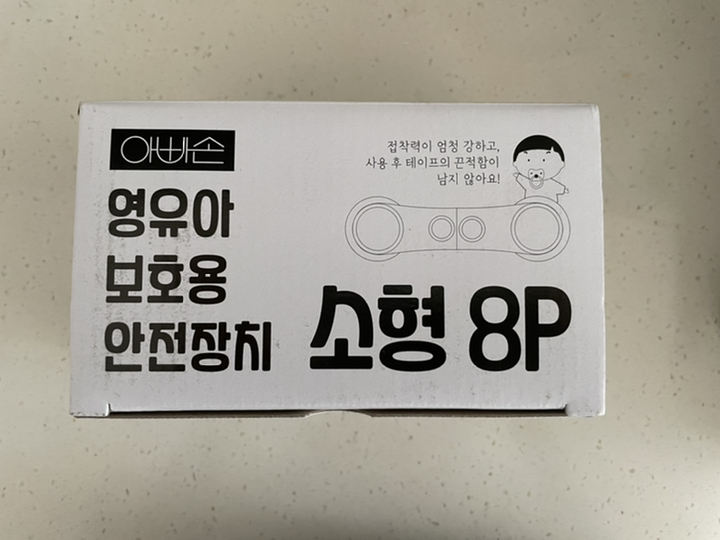 아빠손
영유아
보호용
안전장치
접착력이 엄청 강하고,
사용 후 테이프의 끈적함이
남지 않아요!
소형 8P